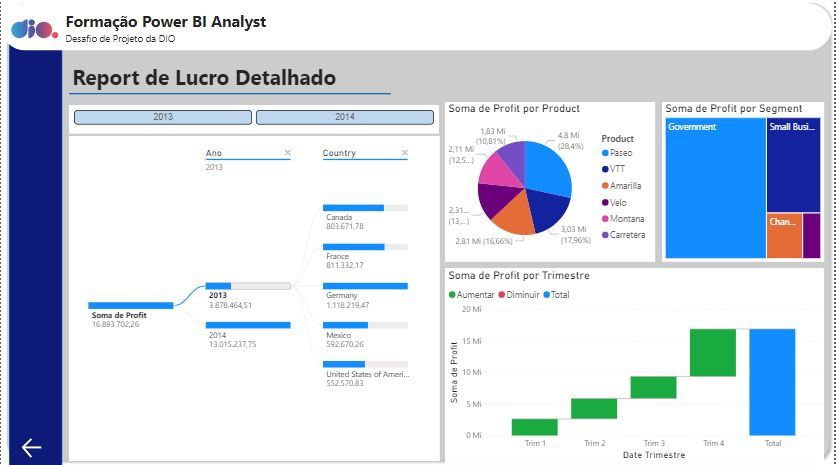 dio.
Formação Power BI Analyst
Desafio de Projeto da DIO
Report de Lucro Detalhado
2013
2014
Ano
2013
Country
Soma de Profit
16.893.702,26
2013
3.878.464,51
2014
13.015.237,75
Canada
803.671,78
France
811.332,17
Germany
1.118.219,47
Mexico
592.670,26
United States of Ameri...
552.570,83
Soma de Profit por Product
1,83 Mi
(10,81%)
2,11 Mi
(12,5...
2,31...
(13,...
2,81 Mi (16,66%)
4,8 Mi
(28,4%)
3,03 Mi
(17,96%)
Product
Paseo
VTT
Amarilla
Velo
Montana
Carretera
Soma de Profit por Segment
Government
Small Busi...
Chan...
Soma de Profit por Trimestre
Aumentar
Diminuir
Total
Soma de Profit
20 Mi
15 Mi
10 Mi
5 Mi
0 Mi
Trim 1
Trim 2
Trim 3
Trim 4
Total
Date Trimestre